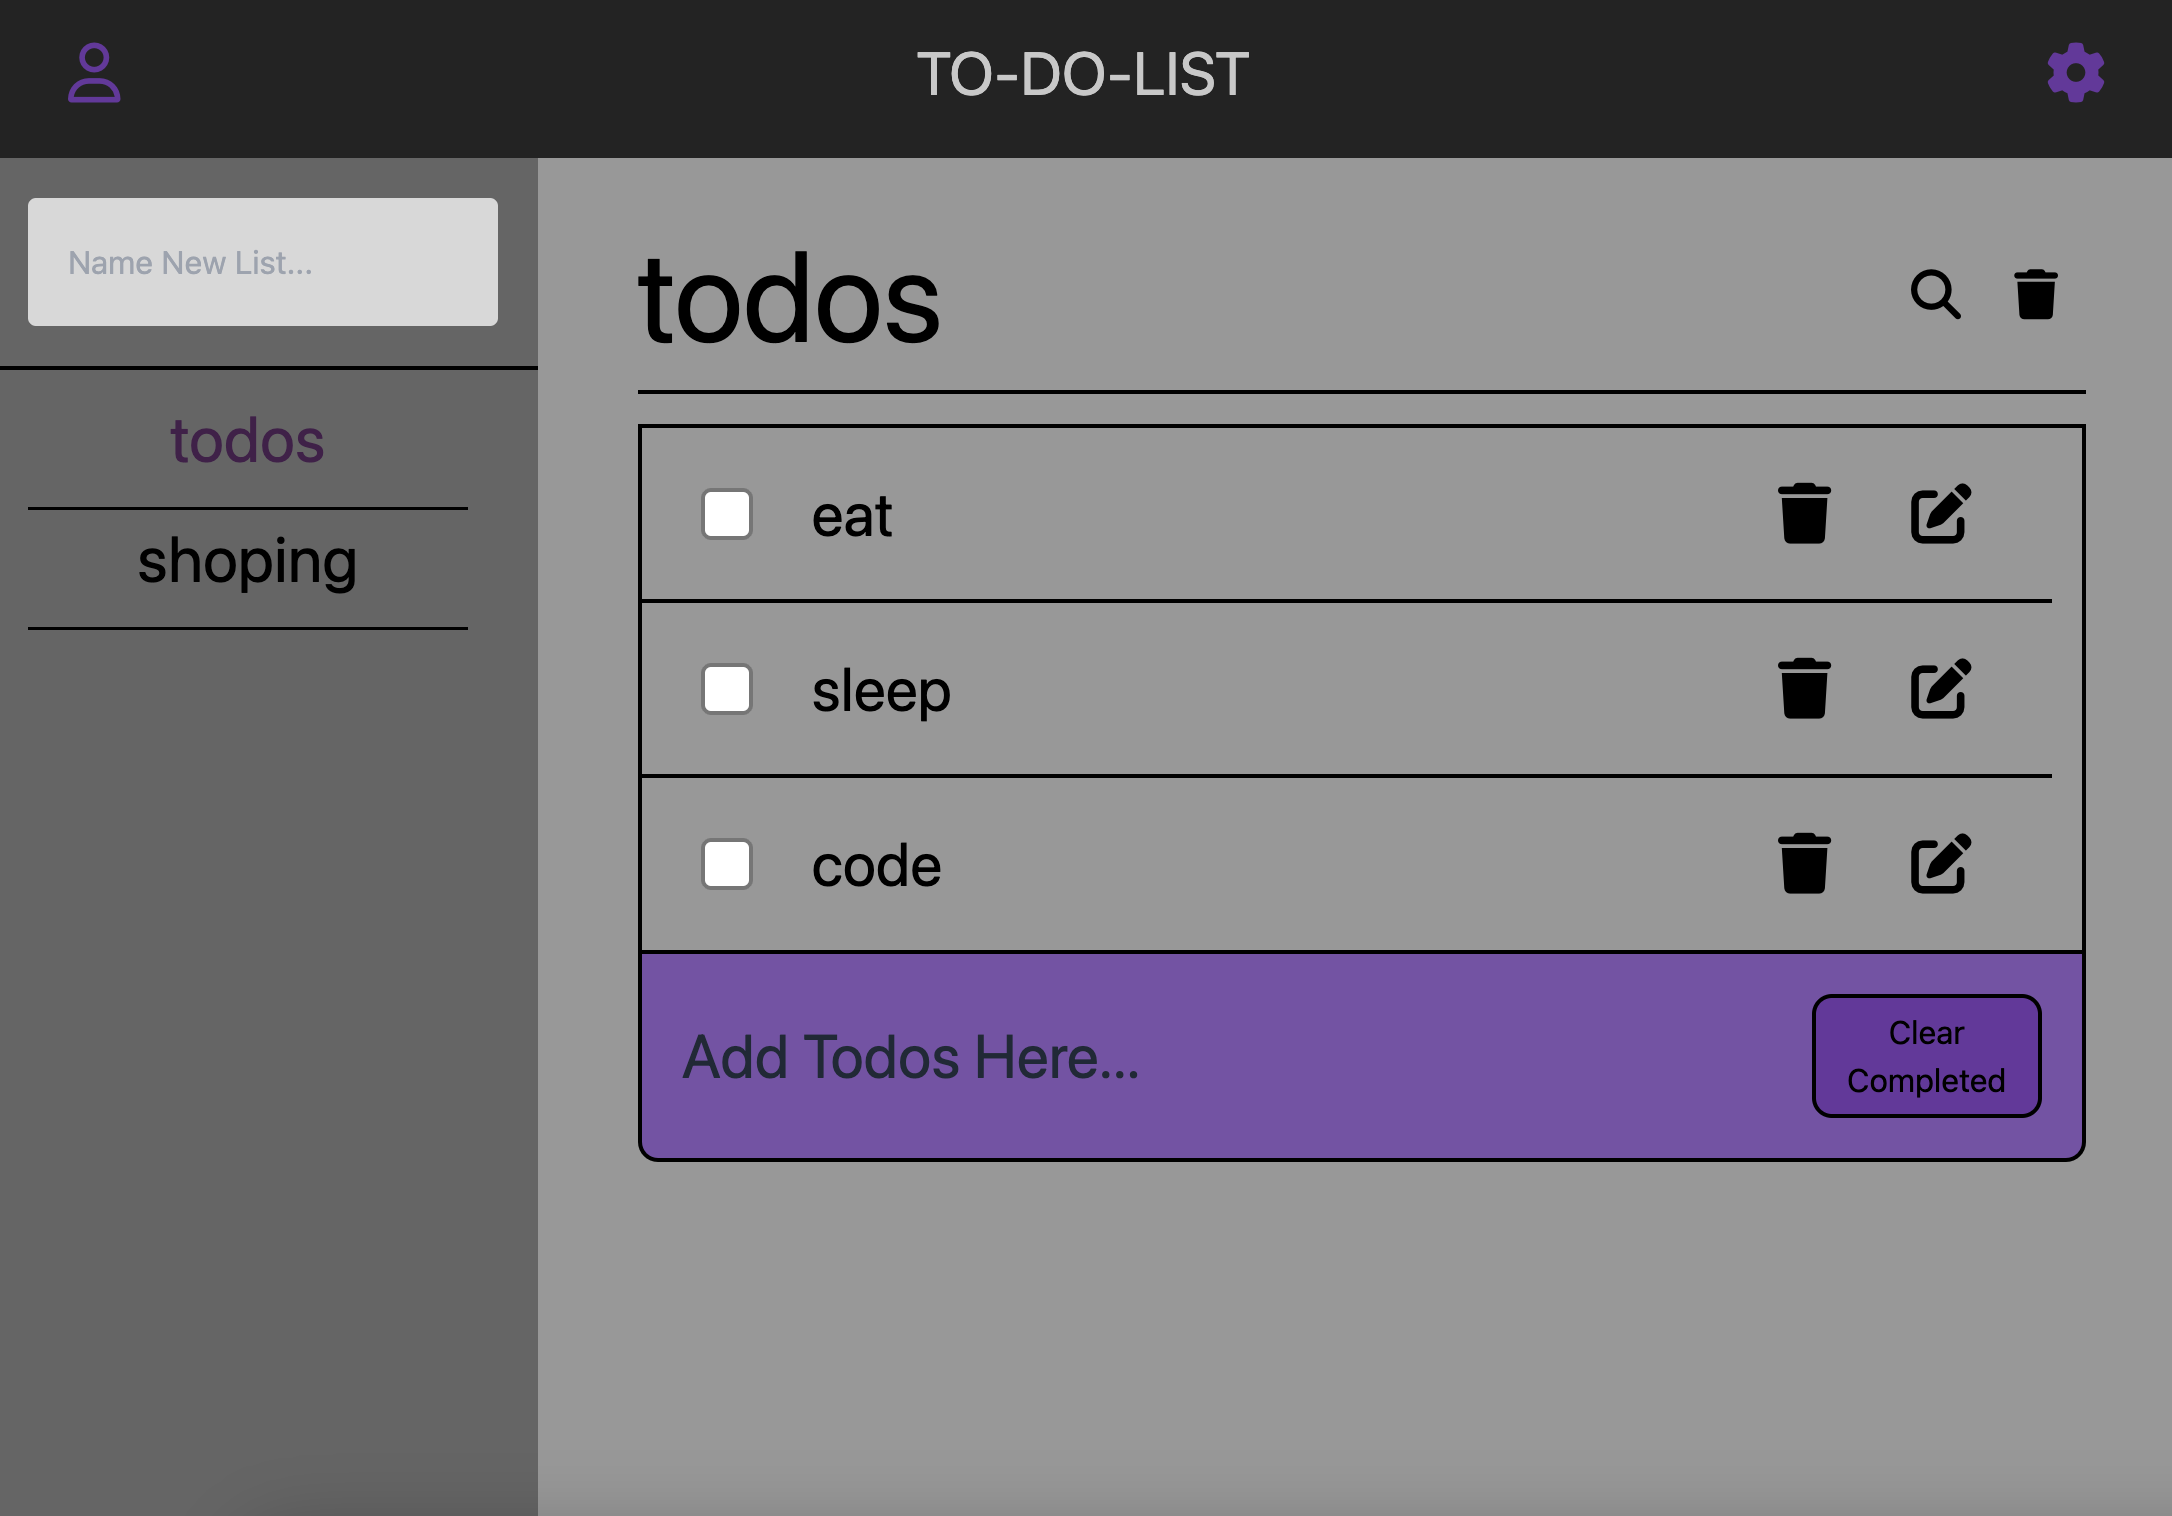 TO-DO-LIST
Name New List...
todos
shoping
todos
eat
sleep
code
Add Todos Here...
Clear
Completed